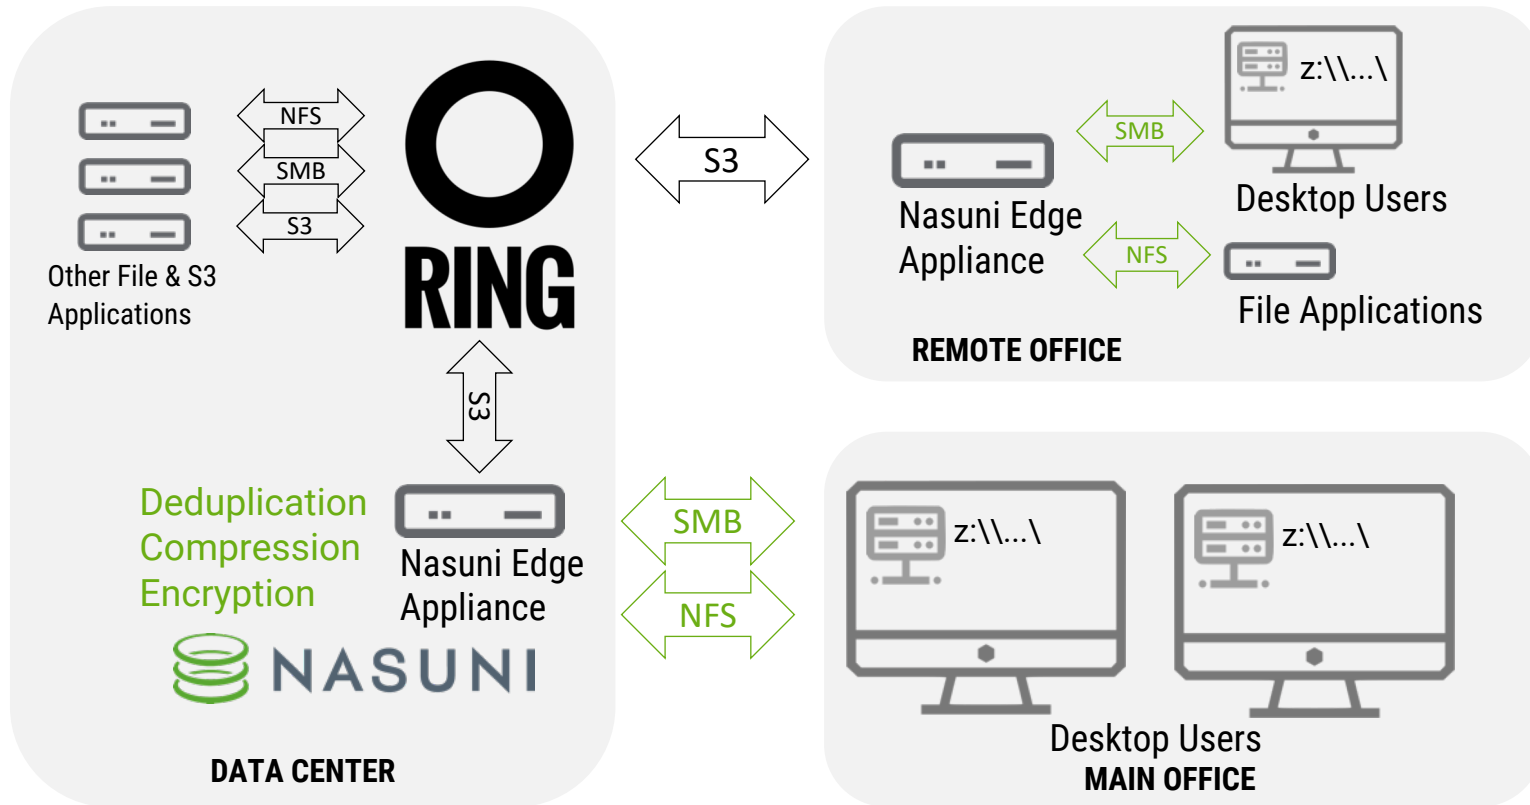 NFS
SMB
S3
Other File & S3
Applications
RING
S3
Deduplication
Compression
Encryption
Nasuni Edge
Appliance
NASUNI
DATA CENTER
S3
Nasuni Edge
Appliance
SMB
z:\\...\
Desktop Users
NFS
File Applications
REMOTE OFFICE
SMB
NFS
z:\\...\
z:\\...\
Desktop Users
MAIN OFFICE